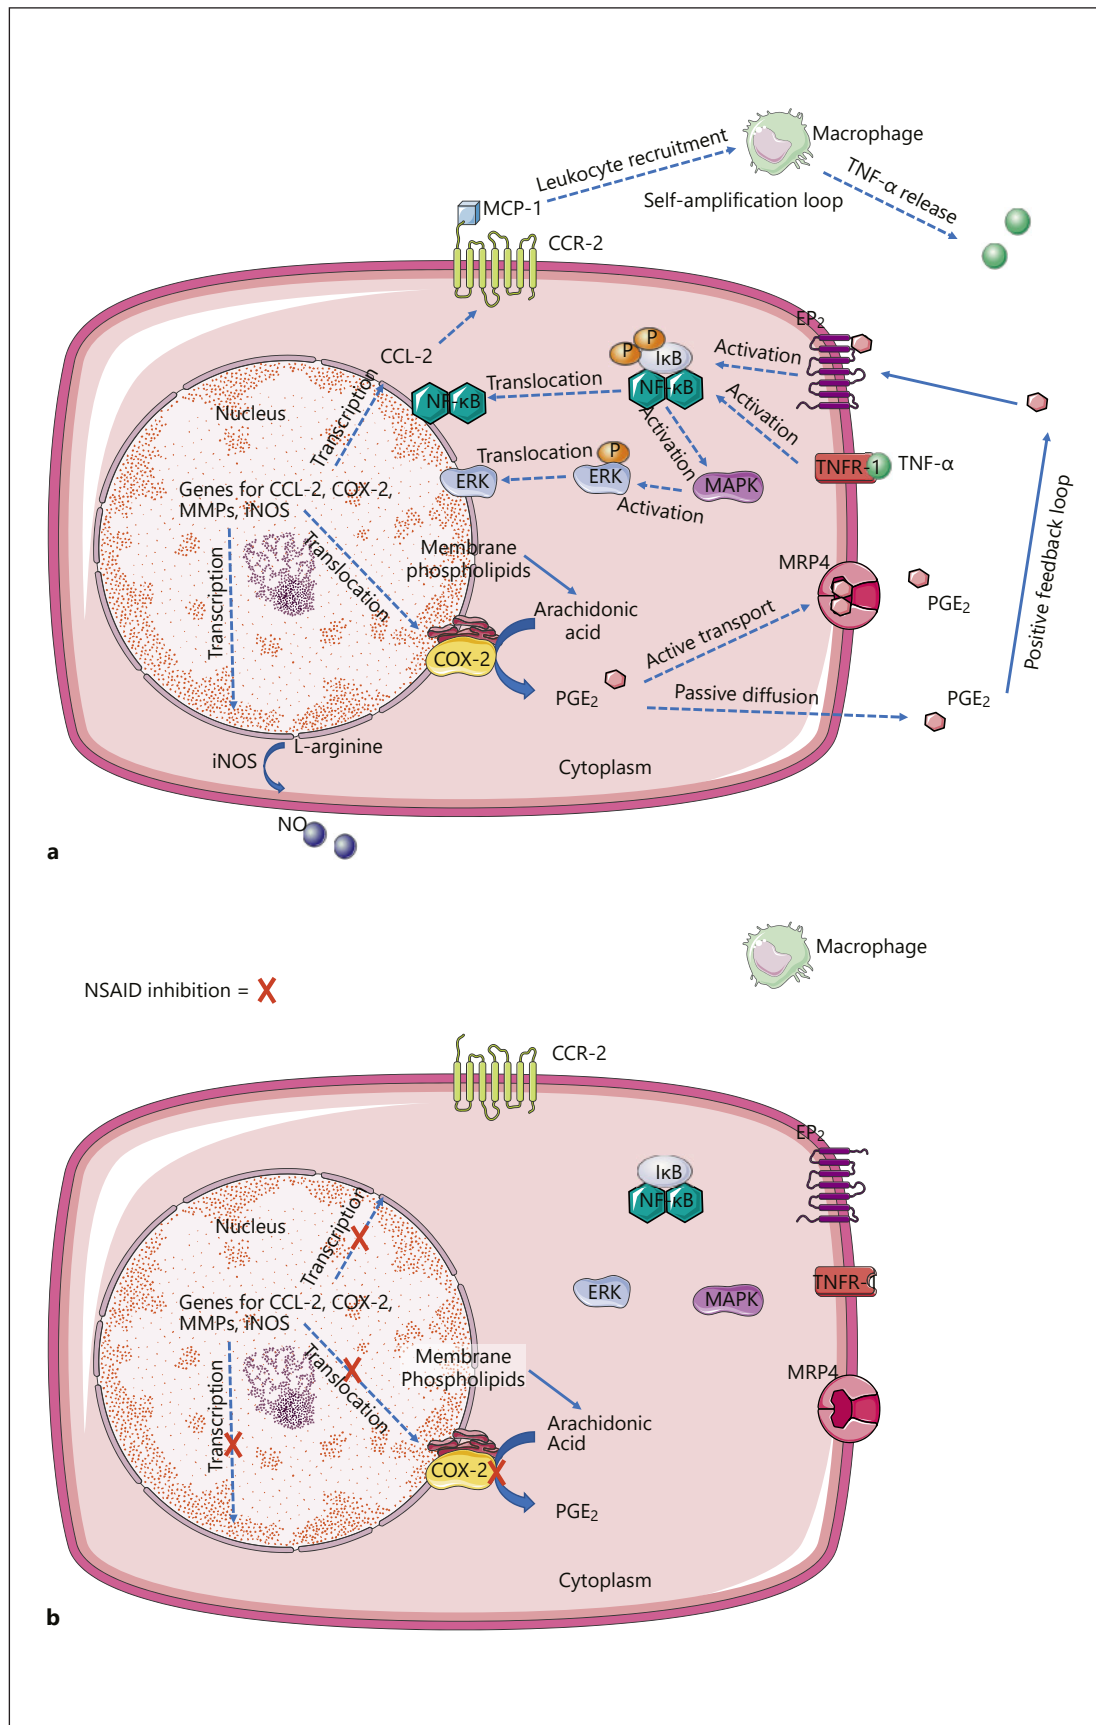 Macrophage
Leukocyte recruitment
TNF-α release
Self-amplification loop
MCP-1
CCR-2
EP2
P
P
IκB
NF-κB
Activation
CCL-2
Translocation
NF-κB
Transcription
Nucleus
Activation
Activation
TNFR-1
TNF-α
Translocation
P
ERK
ERK
MAPK
Activation
Genes for CCL-2, COX-2,
MMPs, iNOS
Transcription
Translocation
Membrane
phospholipids
Arachidonic
acid
MRP4
PGE2
Positive feedback loop
COX-2
PGE2
Active transport
Passive diffusion
PGE2
L-arginine
iNOS
Cytoplasm
NO
a
Macrophage
NSAID inhibition =
CCR-2
EP2
IκB
NF-κB
Nucleus
Transcription
ERK
MAPK
TNFR-
Genes for CCL-2, COX-2,
MMPs, iNOS
Transcription
Translocation
Membrane
Phospholipids
MRP4
Arachidonic
Acid
COX-2
PGE2
Cytoplasm
b